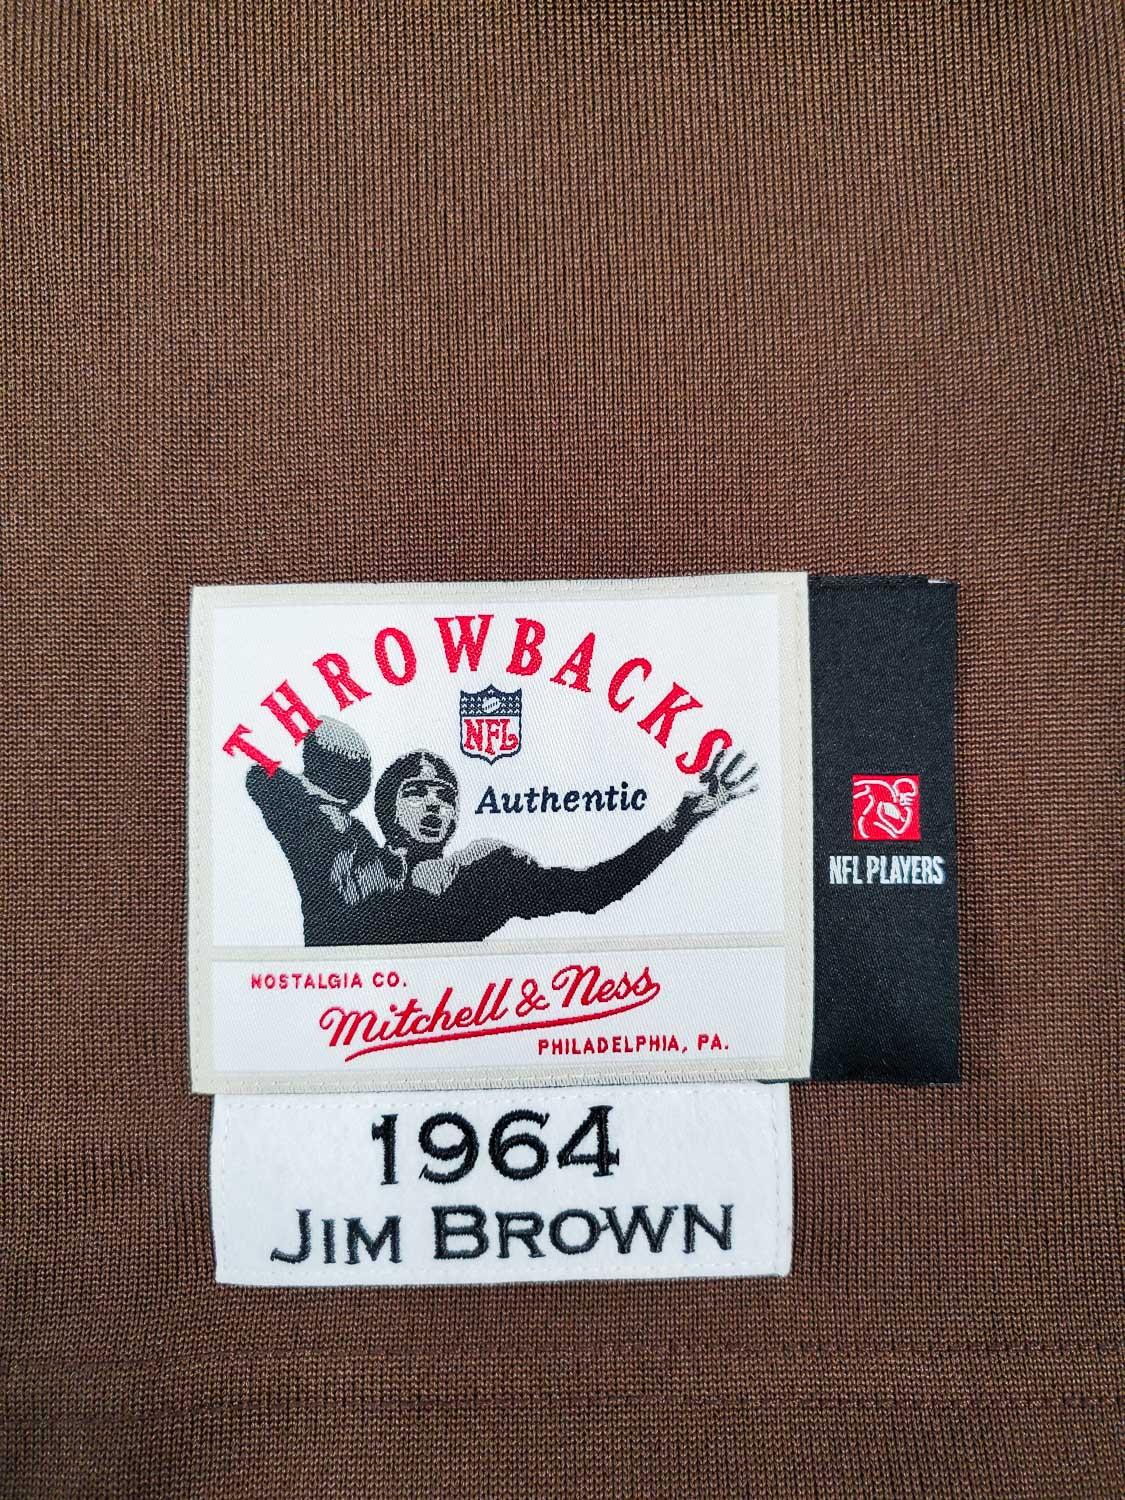 THROWBACKS
NFL
Authentic
NFL PLAYERS
NOSTALGIA CO.
Mitchell & Ness
PHILADELPHIA, PA.
1964
JIM BROWN